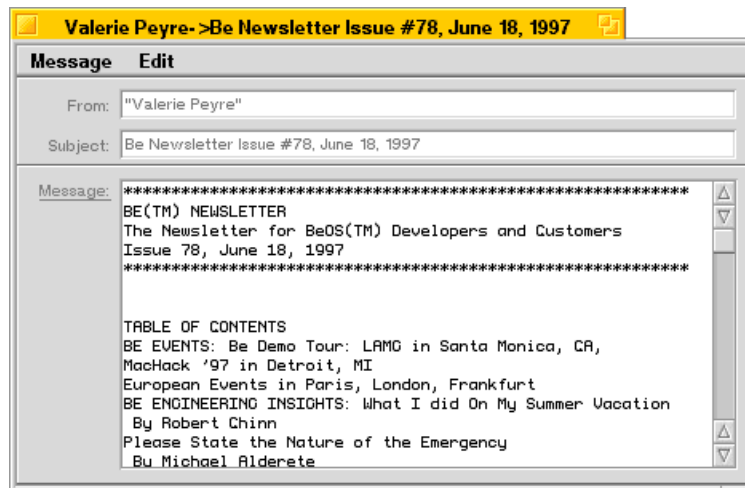 Valerie Peyre->Be Newsletter Issue #78, June 18, 1997
Message Edit
From: "Valerie Peyre"
Subject: Be Newsletter Issue #78, June 18, 1997
Message: ***********************************************************
BE(TM) NEWSLETTER
The Newsletter for BeOS(TM) Developers and Customers
Issue 78, June 18, 1997
***********************************************************
TABLE OF CONTENTS
BE EVENTS: Be Demo Tour: LAMG in Santa Monica, CA,
MacHack '97 in Detroit, MI
European Events in Paris, London, Frankfurt
BE ENGINEERING INSIGHTS: What I did On My Summer Vacation
By Robert Chinn
Please State the Nature of the Emergency
By Michael Alderete